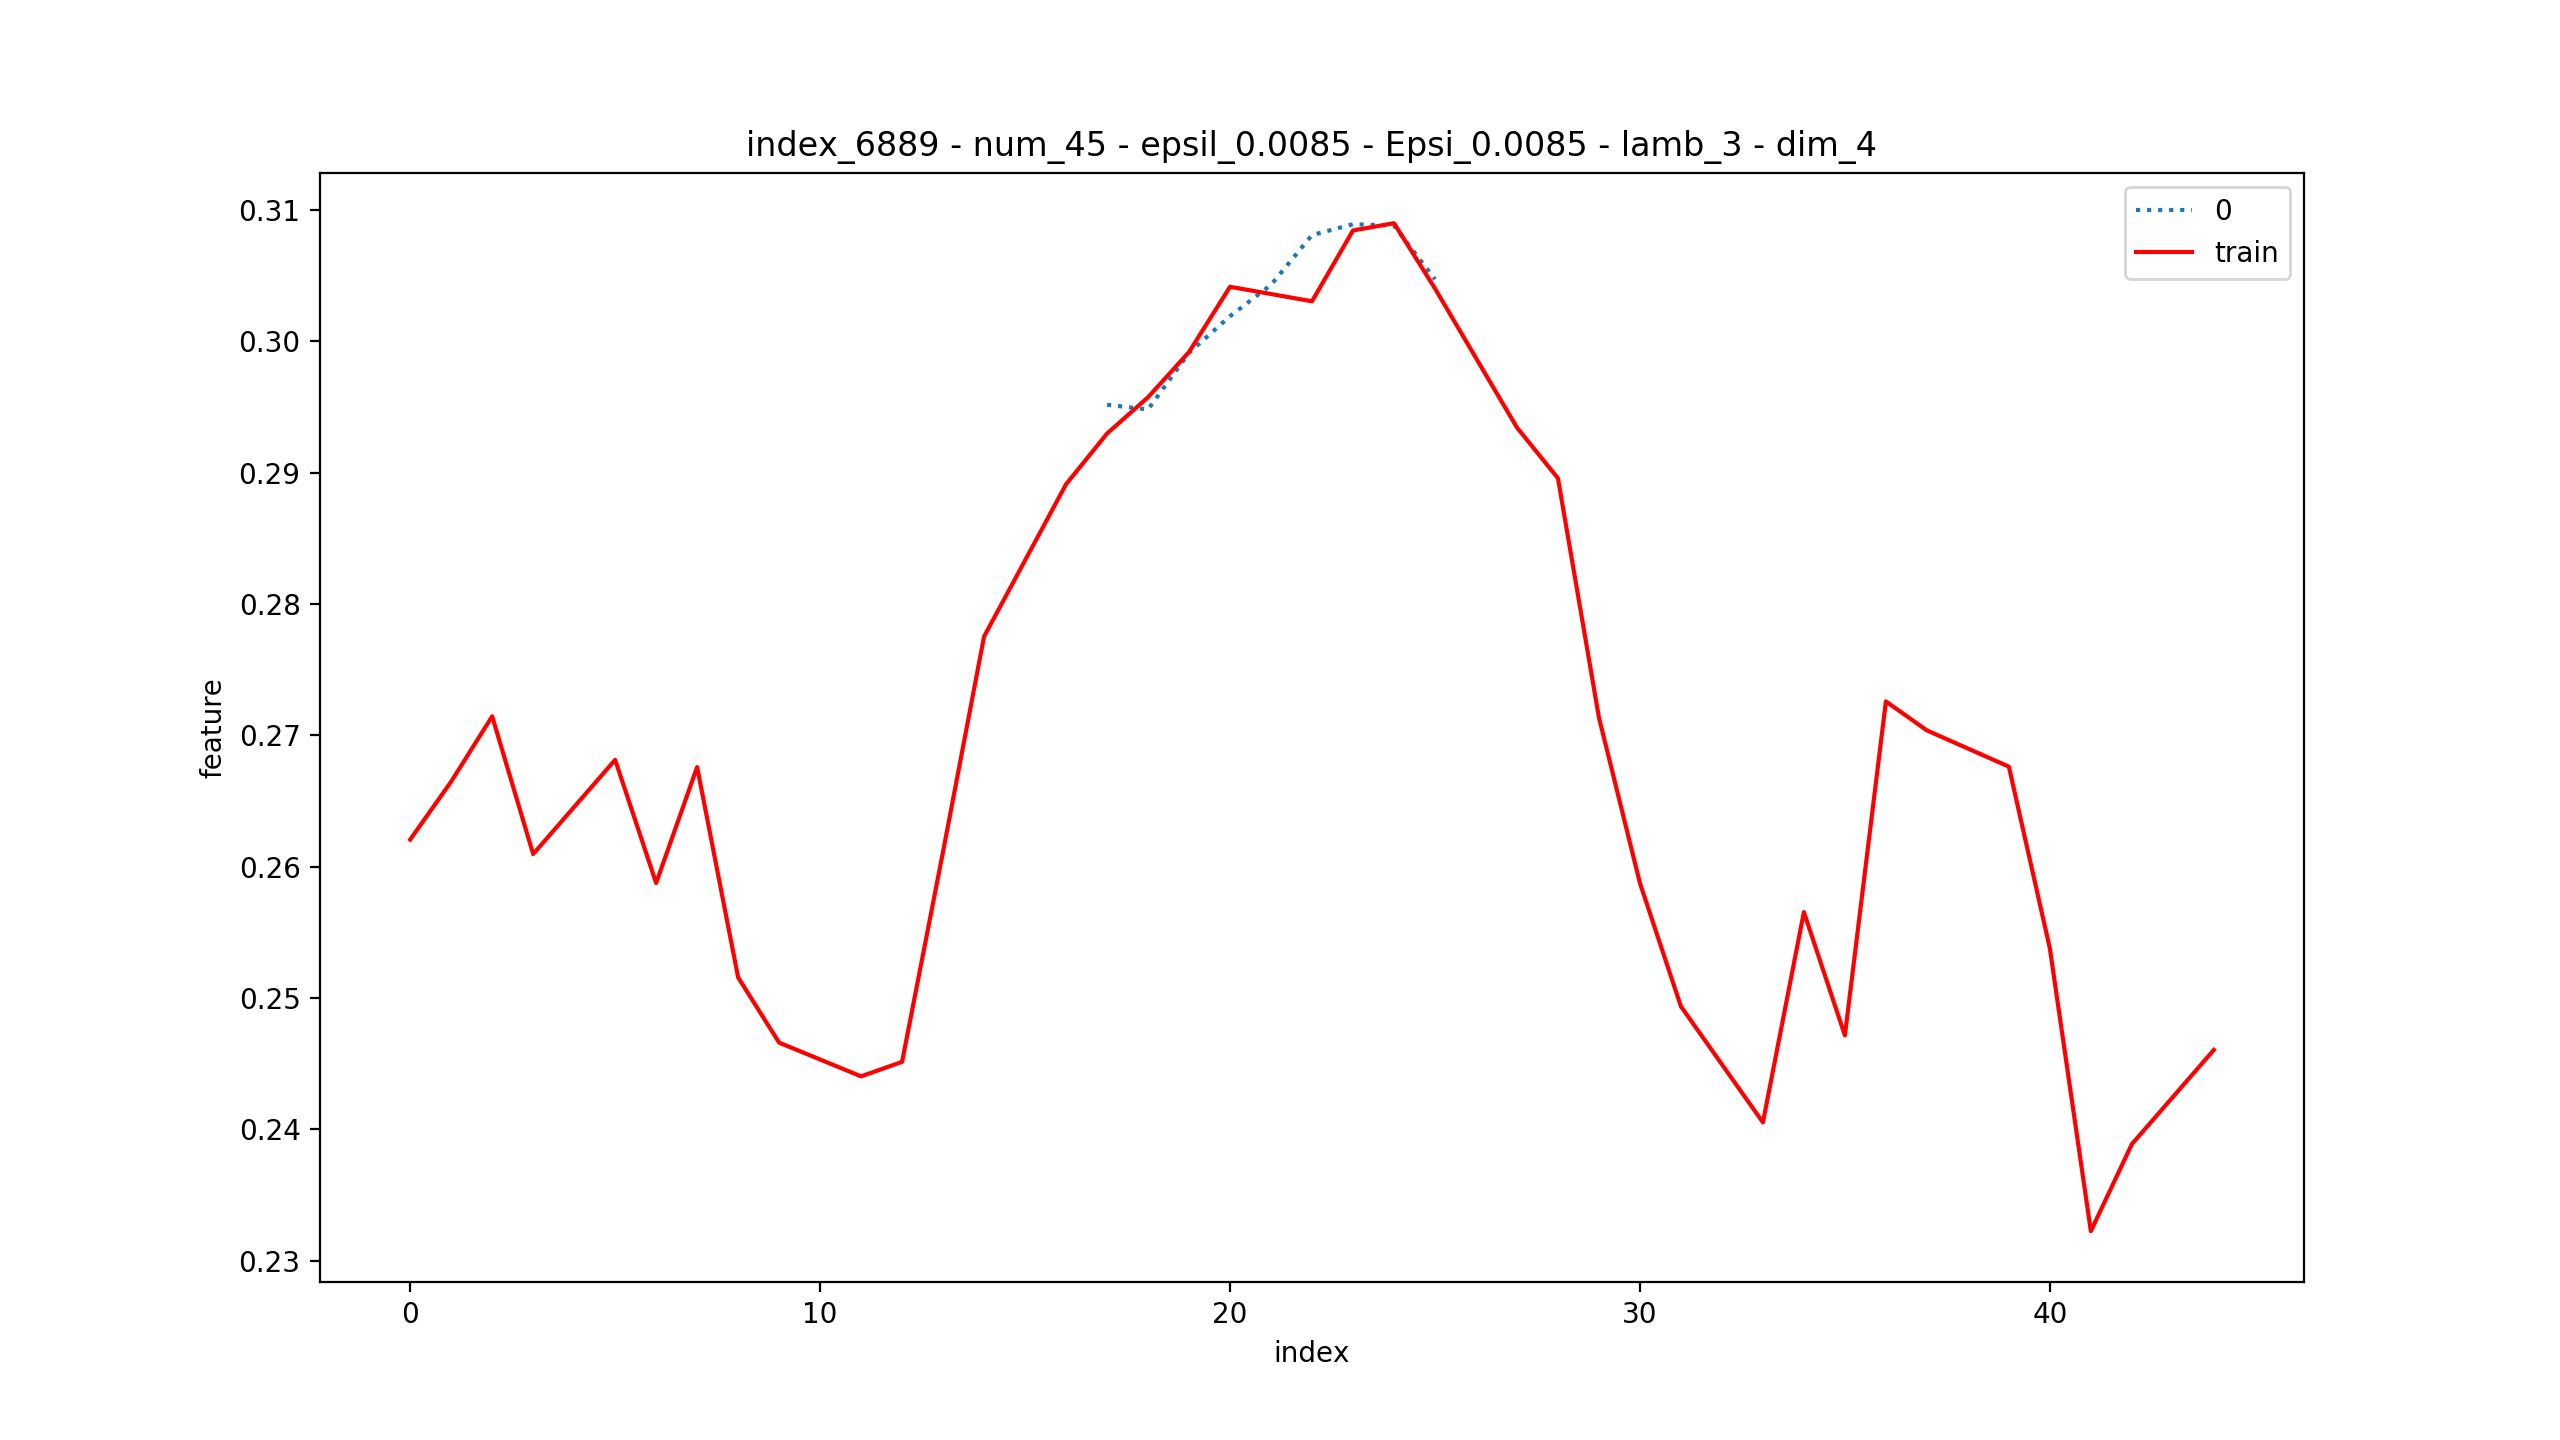 index_6889 - num_45 - epsil_0.0085 - Epsi_0.0085 - lamb_3 - dim_4
0
train
0.31
0.30
0.29
0.28
0.27
0.26
0.25
0.24
0.23
feature
0 10 20 30 40
index